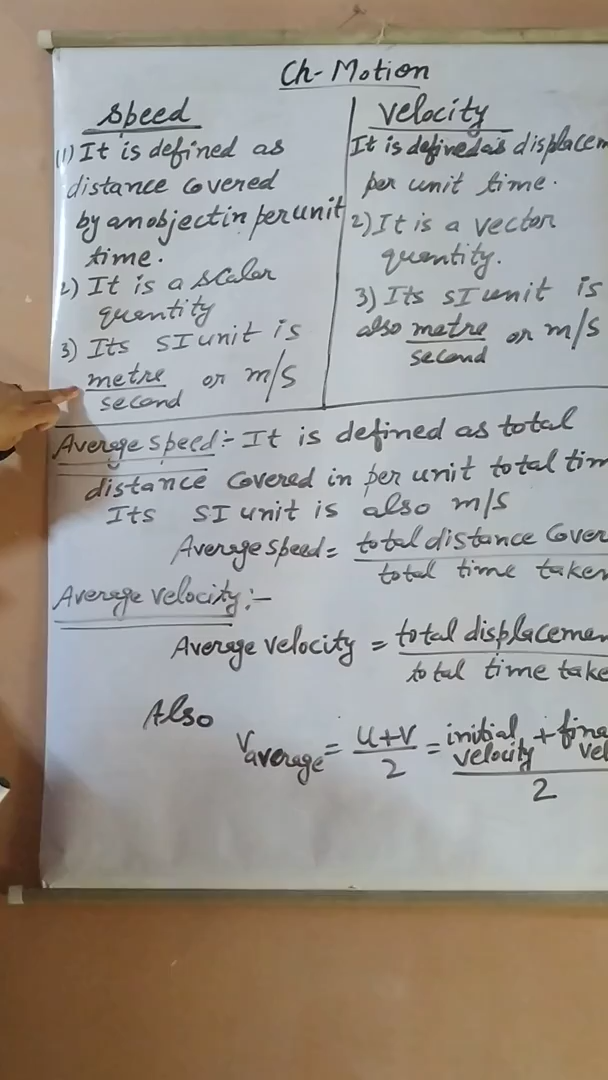 Ch- Motion
Speed
(1) It is defined as
distance covered
by an object in per unit
time.
2) It is a scalar
quantity
3) Its SI unit is
metre
second or m/s
Velocity
It is defined as displacem
per unit time.
2) It is a vector
quentity.
3) Its SI unit is
also metre or m/s
second
Average speed:- It is defined as total
distance covered in per unit total tim
Its SI unit is also m/s
Average speed = total distance Cover
total time taken
Average velocity:-
Average velocity = total displacemen
total time take
Also
Vaverage = u+v/2 = initial velocity + fina vel
2